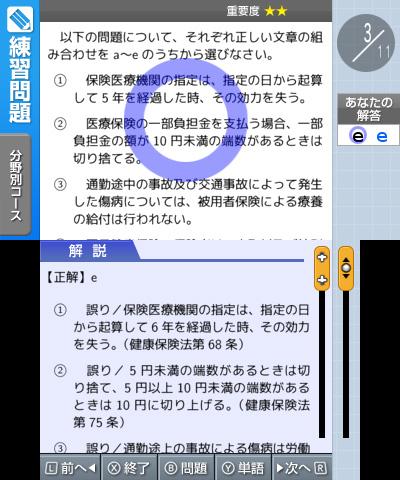 重要度 ★★
練習問題
分野別コース
以下の問題について、それぞれ正しい文章の組
み合わせを a～e のうちから選びなさい。
① 保険医療機関の指定は、指定の日から起算
して 5 年を経過した時、その効力を失う。
② 医療保険の一部負担金を支払う場合、一部
負担金の額が 10 円未満の端数があるときは
切り捨てる。
③ 通勤途中の事故及び交通事故によって発生
した傷病については、被用者保険による療養
の給付は行われない。
3/11
あなたの
解答
e e
解説
【正解】e
① 誤り／保険医療機関の指定は、指定の日
から起算して 6 年を経過した時、その効力
を失う。（健康保険法第 68 条）
② 誤り／ 5 円未満の端数があるときは切
り捨て、5 円以上 10 円未満の端数がある
ときは 10 円に切り上げる。（健康保険法
第 75 条）
③ 誤り／通勤途上の事故による傷病は労働
L 前へ◀ X 終了 B 問題 Y 単語 ▶次へ R